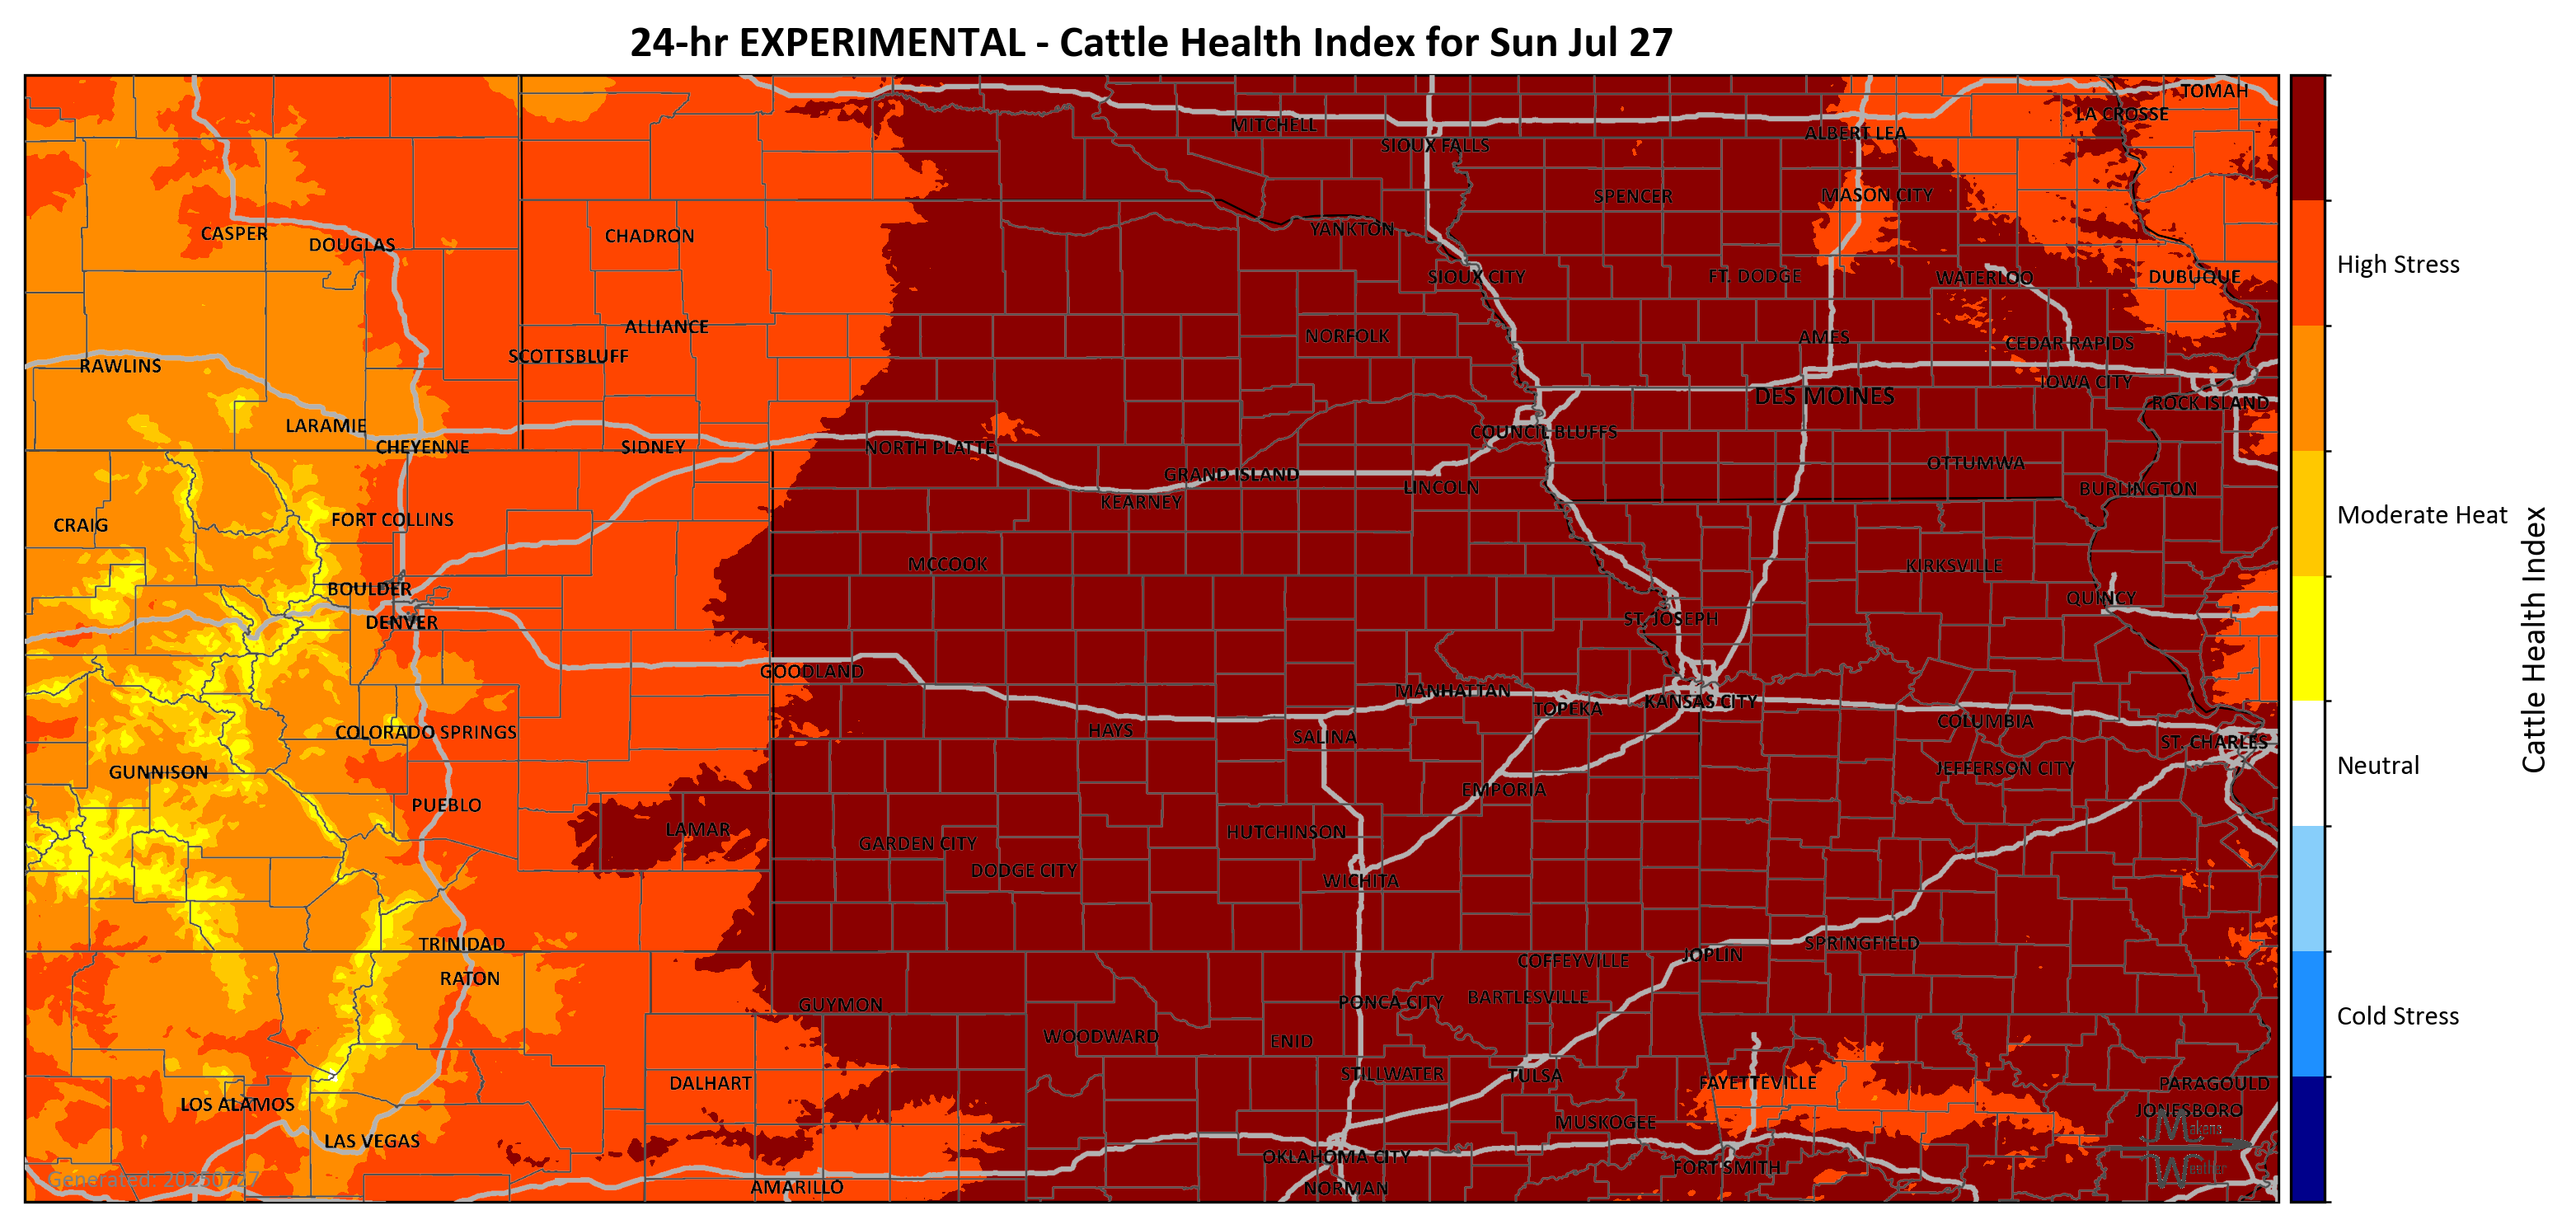 24-hr EXPERIMENTAL - Cattle Health Index for Sun Jul 27
TOMAH
LA CROSSE
MITCHELL
ALBERT LEA
SIOUX FALLS
SPENCER
MASON CITY
CASPER
DOUGLAS
CHADRON
YANKTON
SIOUX CITY
FT. DODGE
WATERLOO
DUBUQUE
High Stress
ALLIANCE
NORFOLK
AMES
CEDAR RAPIDS
RAWLINS
SCOTTSBLUFF
IOWA CITY
DES MOINES
ROCK ISLAND
LARAMIE
CHEYENNE
SIDNEY
NORTH PLATTE
COUNCIL BLUFFS
GRAND ISLAND
OTTUMWA
KEARNEY
LINCOLN
BURLINGTON
CRAIG
FORT COLLINS
Moderate Heat
MCCOOK
KIRKSVILLE
BOULDER
QUINCY
DENVER
ST. JOSEPH
Cattle Health Index
GOODLAND
MANHATTAN
TOPEKA
KANSAS CITY
COLORADO SPRINGS
HAYS
SALINA
COLUMBIA
ST. CHARLES
GUNNISON
JEFFERSON CITY
Neutral
PUEBLO
EMPORIA
LAMAR
GARDEN CITY
HUTCHINSON
DODGE CITY
WICHITA
TRINIDAD
SPRINGFIELD
RATON
COFFEYVILLE
JOPLIN
GUYMON
PONCA CITY
BARTLESVILLE
Cold Stress
WOODWARD
ENID
DALHART
STILLWATER
TULSA
FAYETTEVILLE
PARAGOULD
LOS ALAMOS
MUSKOGEE
JONESBORO
LAS VEGAS
Makens
Weather
OKLAHOMA CITY
FORT SMITH
Generated: 20250727
AMARILLO
NORMAN